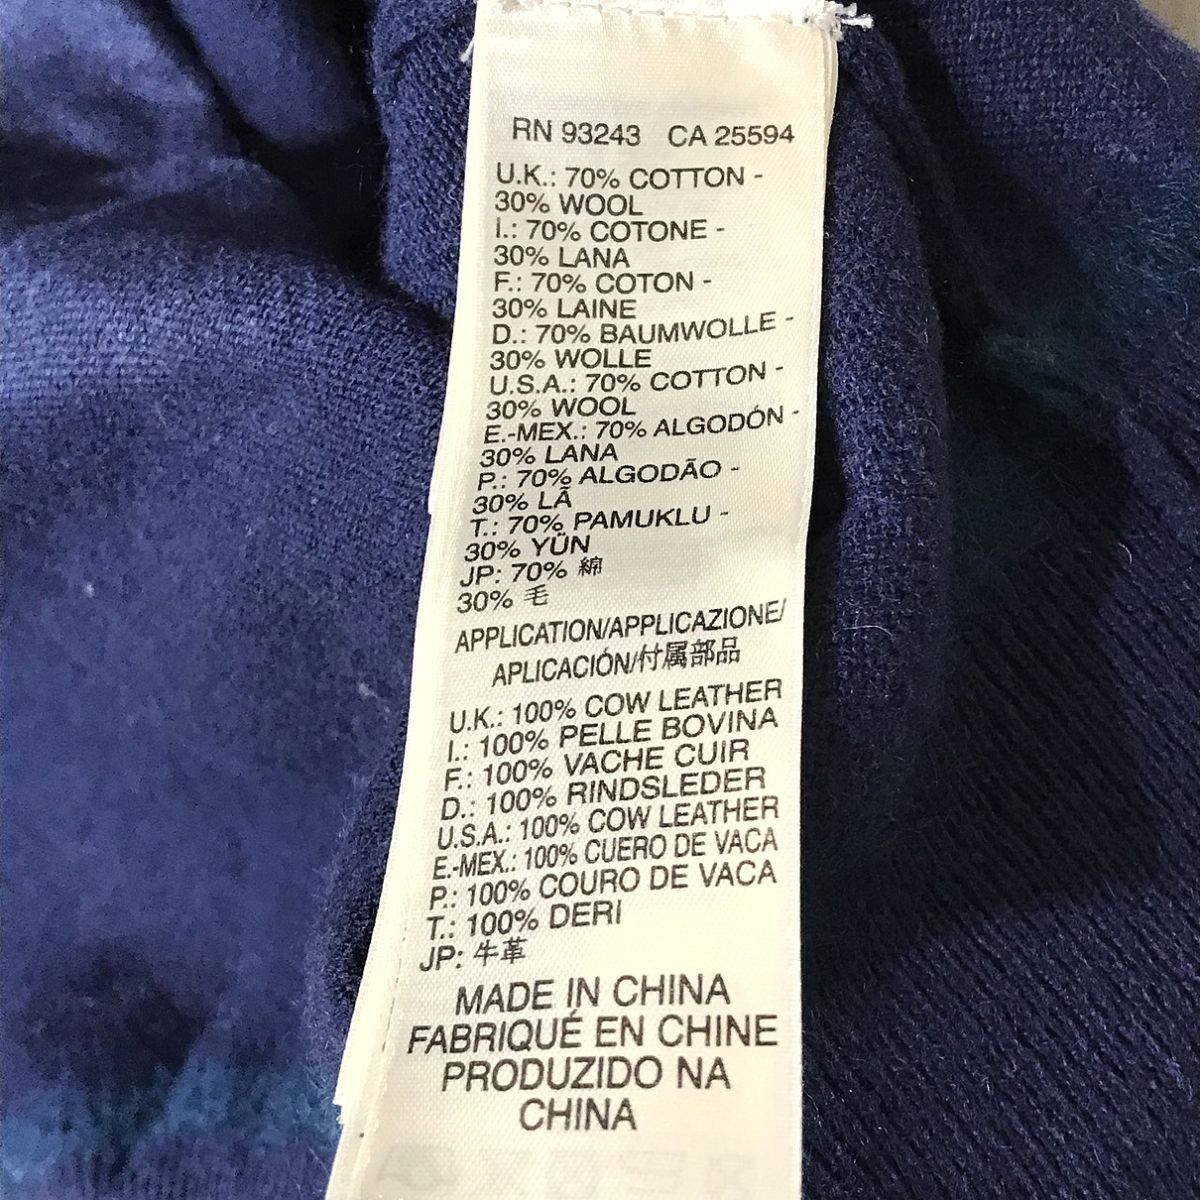 RN 93243 CA 25594
U.K.: 70% COTTON -
30% WOOL
I.: 70% COTONE -
30% LANA
F.: 70% COTON -
30% LAINE
D.: 70% BAUMWOLLE -
30% WOLLE
U.S.A.: 70% COTTON -
30% WOOL
E.-MEX.: 70% ALGODÓN -
30% LANA
P.: 70% ALGODÃO -
30% LÃ
T.: 70% PAMUKLU -
30% YÜN
JP: 70% 綿
30% 毛
APPLICATION/APPLICAZIONE/
APLICACIÓN/付属部品
U.K.: 100% COW LEATHER
I.: 100% PELLE BOVINA
F.: 100% VACHE CUIR
D.: 100% RINDSLEDER
U.S.A.: 100% COW LEATHER
E.-MEX.: 100% CUERO DE VACA
P.: 100% COURO DE VACA
T.: 100% DERI
JP: 牛革
MADE IN CHINA
FABRIQUÉ EN CHINE
PRODUZIDO NA
CHINA